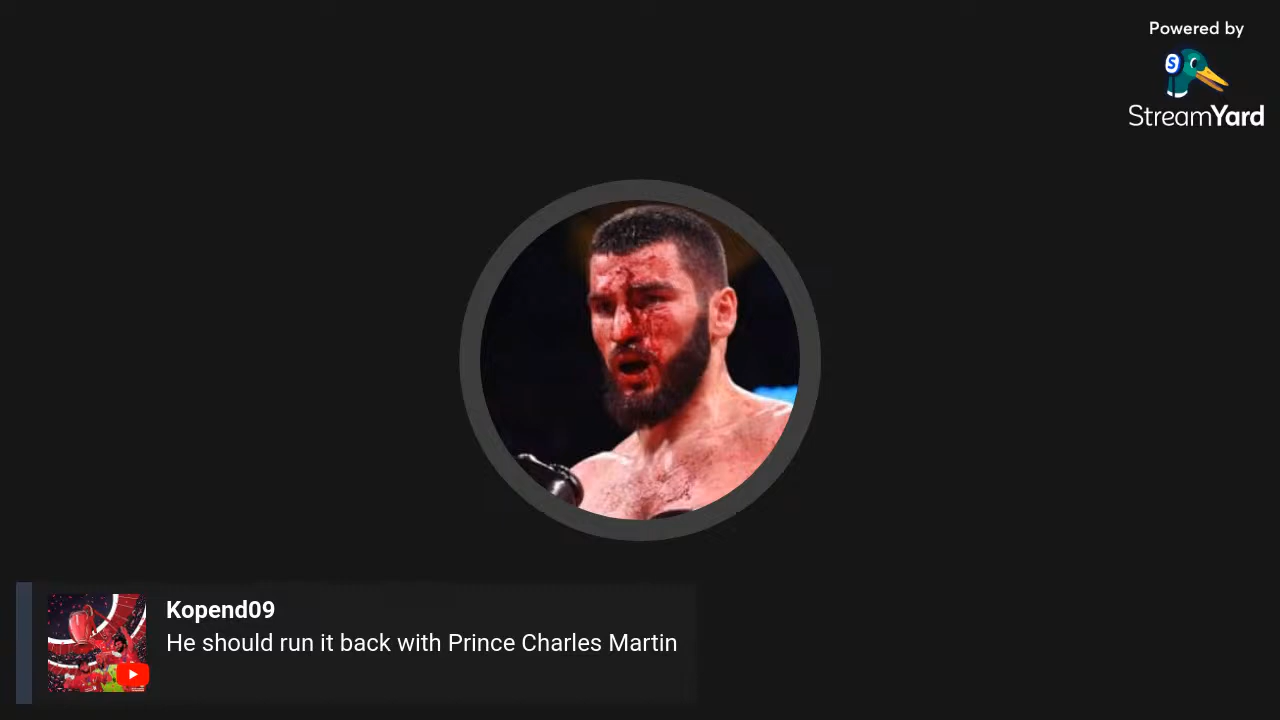 Powered by
StreamYard
Kopend09
He should run it back with Prince Charles Martin